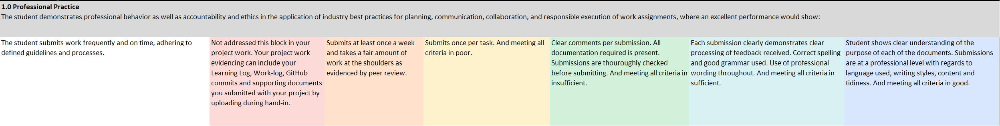 1.0 Professional Practice
The student demonstrates professional behavior as well as accountability and ethics in the application of industry best practices for planning, communication, collaboration, and responsible execution of work assignments, where an excellent performance would show:
The student submits work frequently and on time, adhering to
defined guidelines and processes.
Not addressed this block in your
project work. Your project work
evidencing can include your
Learning Log, Work-log, GitHub
commits and supporting documents
you submitted with your project by
uploading during hand-in.
Submits at least once a week
and takes a fair amount of
work at the shoulders as
evidenced by peer review.
Submits once per task. And meeting all
criteria in poor.
Clear comments per submission. All
documentation required is present.
Submissions are thouroughly checked
before submitting. And meeting all criteria in
insufficient.
Each submission clearly demonstrates clear
processing of feedback received. Correct spelling
and good grammar used. Use of professional
wording throughout. And meeting all criteria in
sufficient.
Student shows clear understanding of the
purpose of each of the documents. Submissions
are at a professional level with regards to
language used, writing styles, content and
tidiness. And meeting all criteria in good.